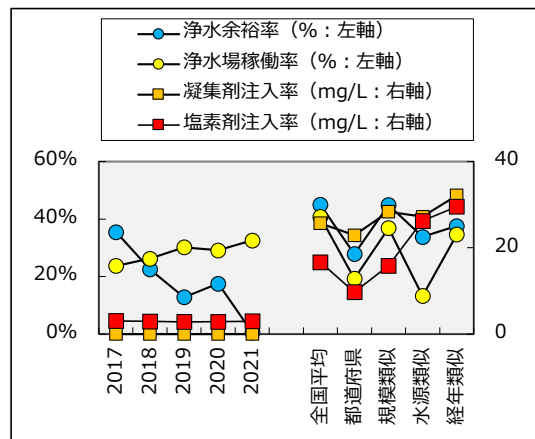 浄水余裕率（%：左軸）
浄水場稼働率（%：左軸）
凝集剤注入率（mg/L：右軸）
塩素剤注入率（mg/L：右軸）
60%
40%
20%
0%
40
20
0
2017
2018
2019
2020
2021
全国平均
都道府県
規模類似
水源類似
経年類似